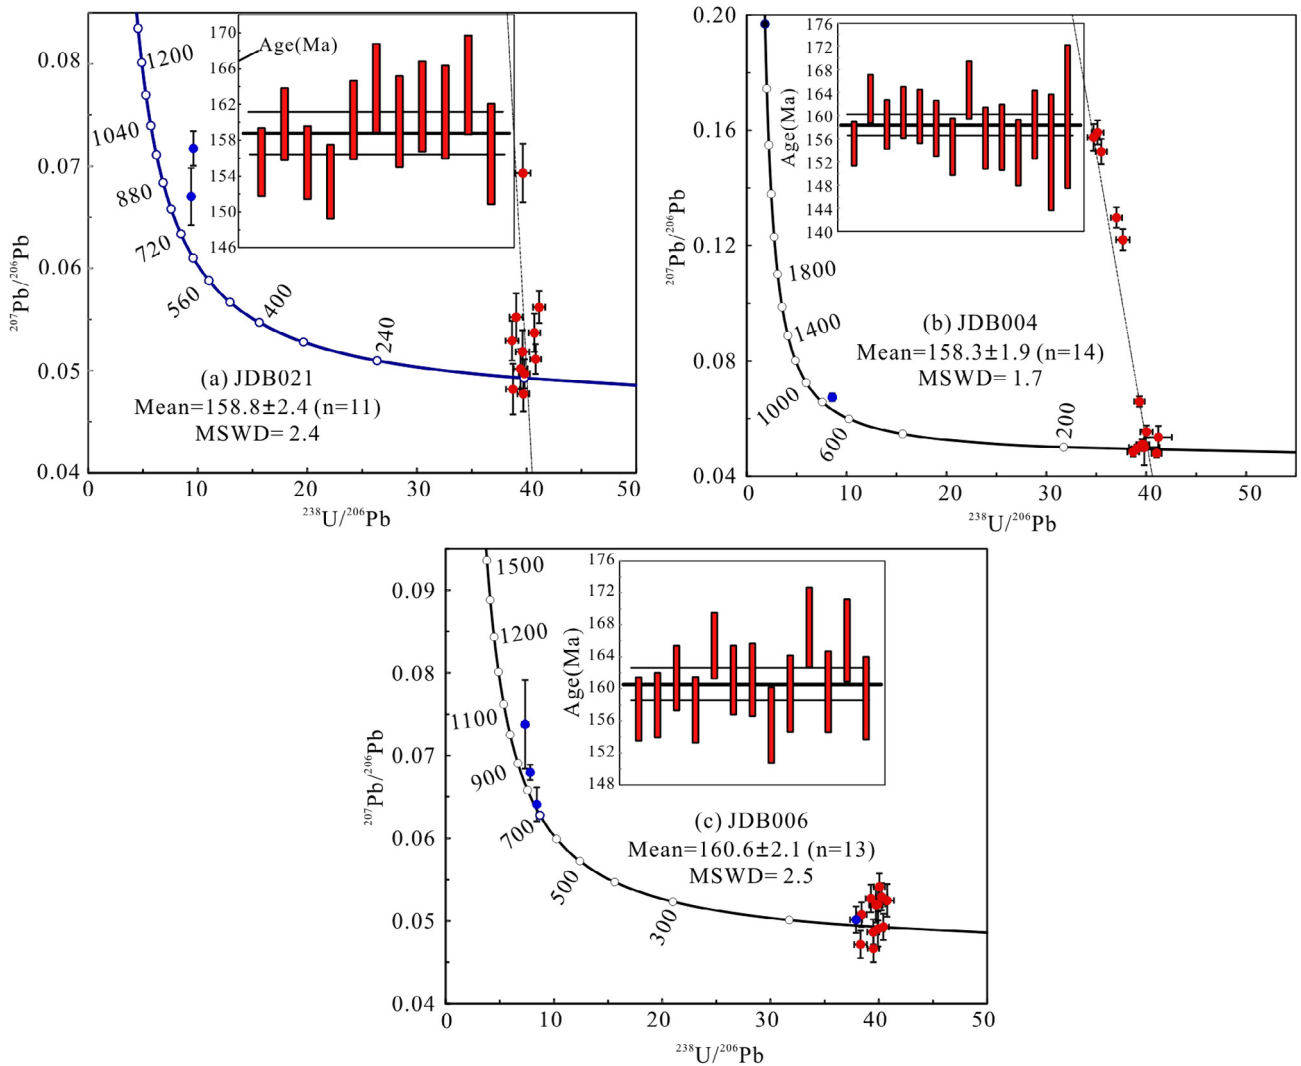 0.085
0.08
0.07
0.06
0.05
0.04
²⁰⁷Pb/²⁰⁶Pb
1200
1040
880
720
560
400
240
170
166
162
158
154
150
146
Age(Ma)
(a) JDB021
Mean=158.8±2.4 (n=11)
MSWD= 2.4
0 10 20 30 40 50
²³⁸U/²⁰⁶Pb
0.20
0.16
0.12
0.08
0.04
²⁰⁷Pb/²⁰⁶Pb
176
172
168
164
160
156
152
148
144
140
Age(Ma)
1800
1400
1000
600
200
(b) JDB004
Mean=158.3±1.9 (n=14)
MSWD= 1.7
0 10 20 30 40 50
²³⁸U/²⁰⁶Pb
0.09
0.08
0.07
0.06
0.05
0.04
²⁰⁷Pb/²⁰⁶Pb
1500
1200
1100
900
700
500
300
176
172
168
164
160
156
152
148
Age(Ma)
(c) JDB006
Mean=160.6±2.1 (n=13)
MSWD= 2.5
0 10 20 30 40 50
²³⁸U/²⁰⁶Pb